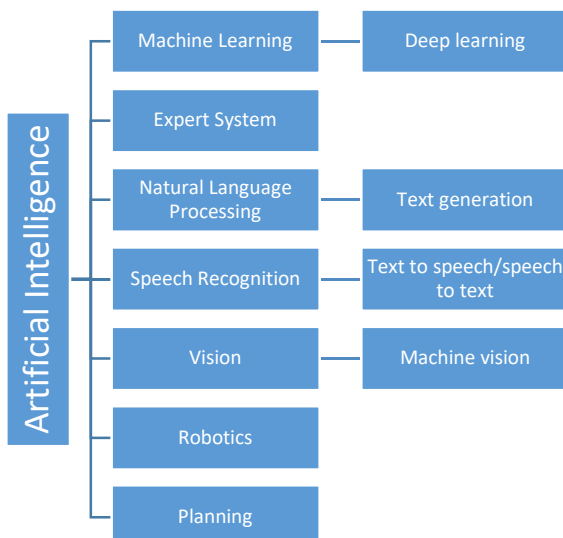 Artificial Intelligence
Machine Learning
Deep learning
Expert System
Natural Language
Processing
Text generation
Speech Recognition
Text to speech/speech
to text
Vision
Machine vision
Robotics
Planning